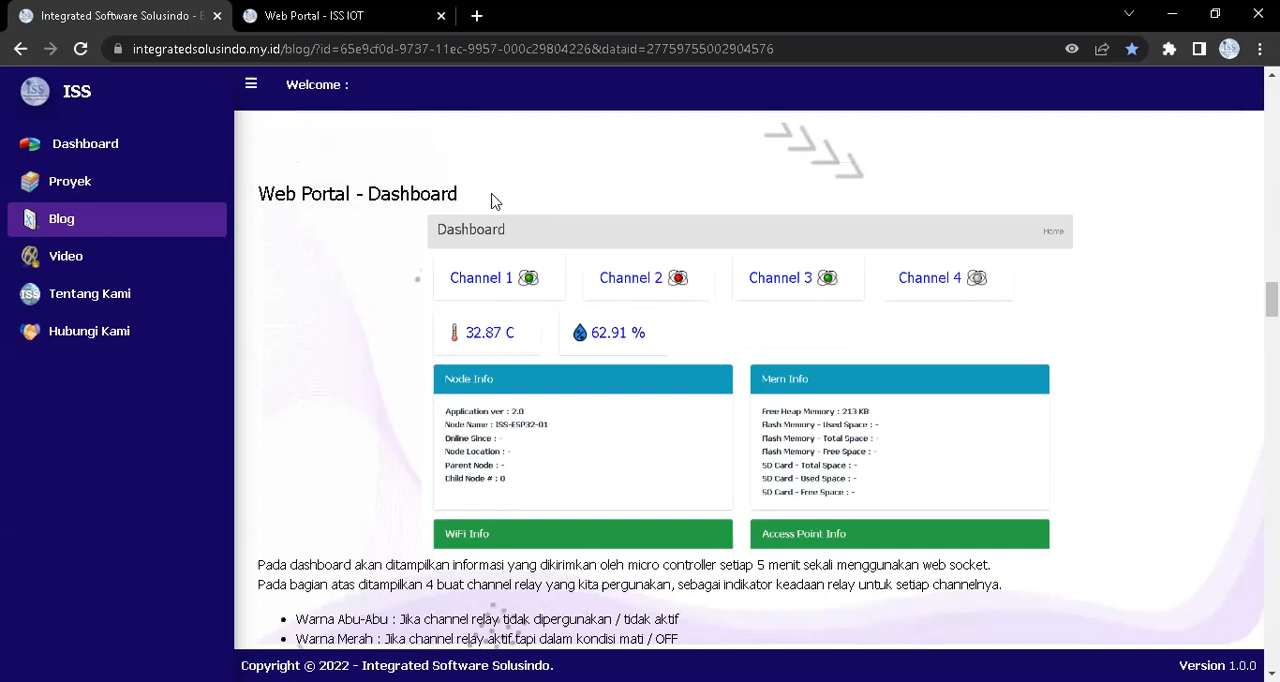 Integrated Software Solusindo - B
Web Portal - ISS IOT
integratedsolusindo.my.id/blog/?id=65e9cf0d-9737-11ec-9957-000c29804226&dataid=27759755002904576
ISS
Welcome :
Dashboard
Proyek
Blog
Video
Tentang Kami
Hubungi Kami
Web Portal - Dashboard
Dashboard
Home
Channel 1
Channel 2
Channel 3
Channel 4
32.87 C
62.91 %
Node Info
Application ver : 2.0
Node Name : ISS-ESP32-01
Online Since : -
Node Location : -
Parent Node : -
Child Node # : 0
Mem Info
Free Heap Memory : 213 KB
Flash Memory - Used Space : -
Flash Memory - Total Space : -
Flash Memory - Free Space : -
SD Card - Total Space : -
SD Card - Used Space : -
SD Card - Free Space : -
WiFi Info
Access Point Info
Pada dashboard akan ditampilkan informasi yang dikirimkan oleh micro controller setiap 5 menit sekali menggunakan web socket.
Pada bagian atas ditampilkan 4 buat channel relay yang kita pergunakan, sebagai indikator keadaan relay untuk setiap channelnya.
• Warna Abu-Abu : Jika channel relay tidak dipergunakan / tidak aktif
• Warna Merah : Jika channel relay aktif tapi dalam kondisi mati / OFF
Copyright © 2022 - Integrated Software Solusindo.
Version 1.0.0